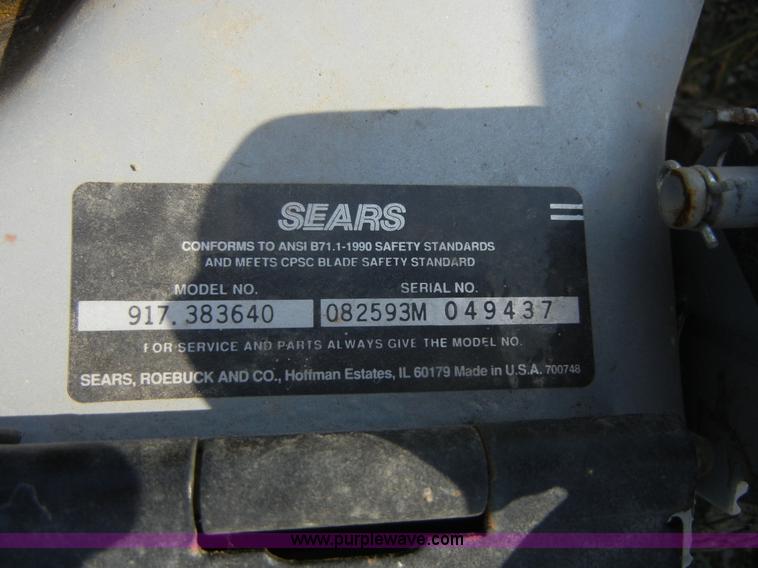 SEARS
CONFORMS TO ANSI B71.1-1990 SAFETY STANDARDS
AND MEETS CPSC BLADE SAFETY STANDARD
MODEL NO. SERIAL NO.
917.383640 082593M 049437
FOR SERVICE AND PARTS ALWAYS GIVE THE MODEL NO.
SEARS, ROEBUCK AND CO., Hoffman Estates, IL 60179 Made in U.S.A. 700748
www.purplewave.com